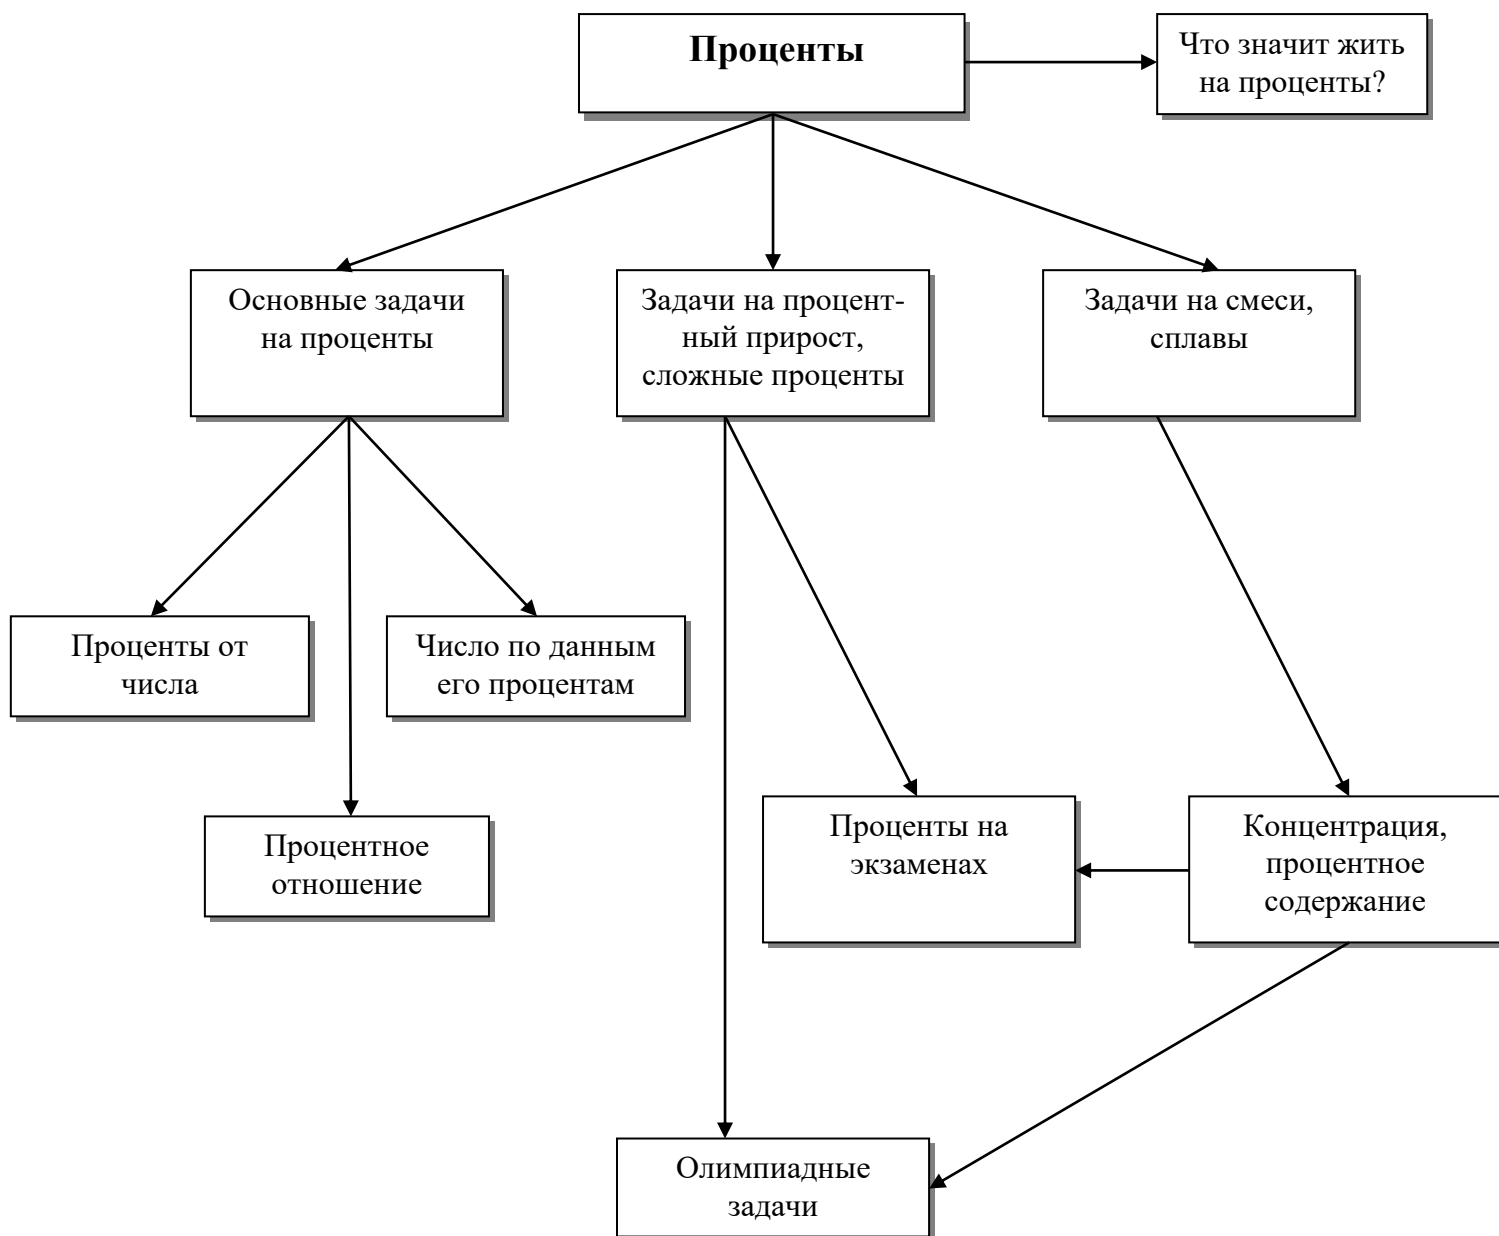 Проценты
Что значит жить
на проценты?
Основные задачи
на проценты
Задачи на процент-
ный прирост,
сложные проценты
Задачи на смеси,
сплавы
Проценты от
числа
Число по данным
его процентам
Процентное
отношение
Проценты на
экзаменах
Концентрация,
процентное
содержание
Олимпиадные
задачи